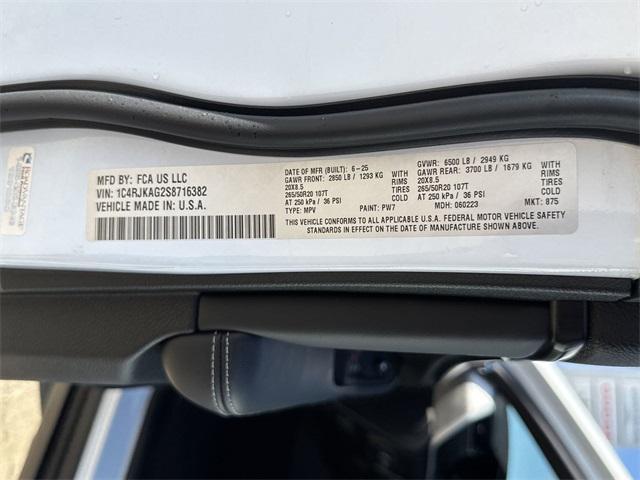 MFD BY: FCA US LLC
VIN: 1C4RJKAG2S8716382
VEHICLE MADE IN: U.S.A.
DATE OF MFR (BUILT): 6-25
GAWR FRONT: 2850 LB / 1293 KG WITH
20X8.5 RIMS
265/50R20 107T TIRES
AT 250 kPa / 36 PSI COLD
TYPE: MPV PAINT: PW7
GVWR: 6500 LB / 2949 KG
GAWR REAR: 3700 LB / 1679 KG WITH
20X8.5 RIMS
265/50R20 107T TIRES
AT 250 kPa / 36 PSI COLD
MDH: 060223 MKT: 875
THIS VEHICLE CONFORMS TO ALL APPLICABLE U.S.A. FEDERAL MOTOR VEHICLE SAFETY
STANDARDS IN EFFECT ON THE DATE OF MANUFACTURE SHOWN ABOVE.